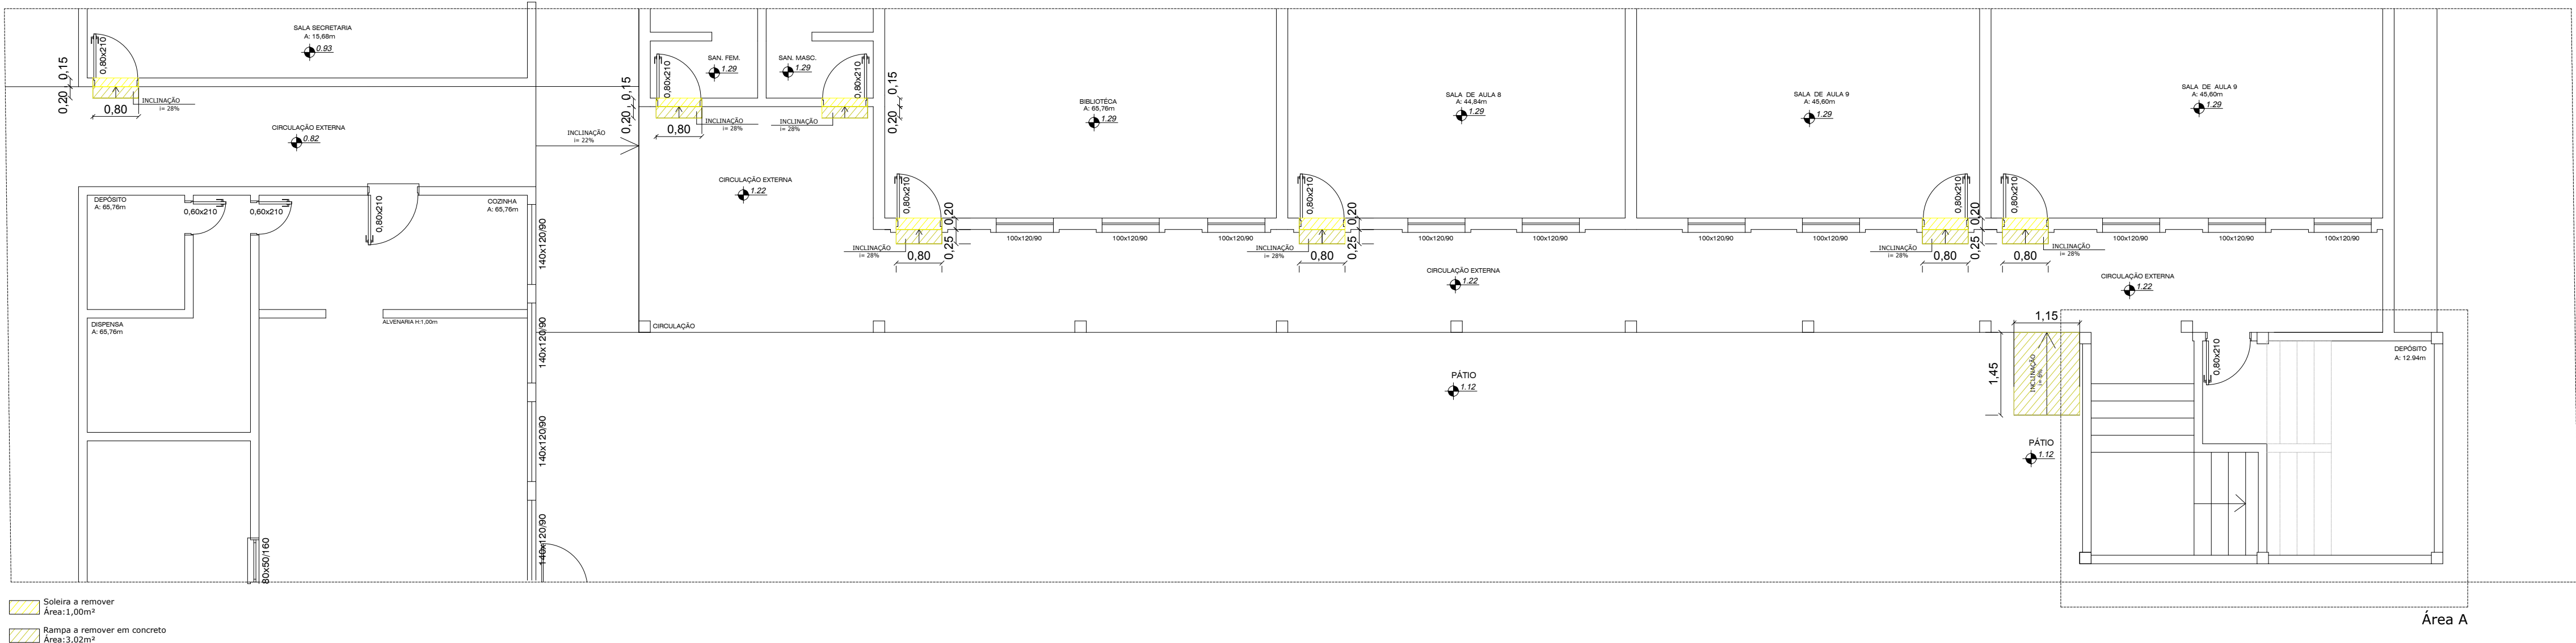 SALA SECRETARIA
A: 15,68m
0.93
0,80x210
0,15
0,20
0,80
INCLINAÇÃO
i= 28%
CIRCULAÇÃO EXTERNA
0.82
INCLINAÇÃO
i= 22%
SAN. FEM.
1.29
SAN. MASC.
1.29
0,80x210
0,80x210
0,15
0,20
0,80
INCLINAÇÃO
i= 28%
INCLINAÇÃO
i= 28%
0,15
0,20
CIRCULAÇÃO EXTERNA
1.22
BIBLIOTÉCA
A: 65,76m
1.29
SALA DE AULA 8
A: 44,84m
1.29
SALA DE AULA 9
A: 45,60m
1.29
SALA DE AULA 9
A: 45,60m
1.29
0,80x210
0,20
0,25
INCLINAÇÃO
i= 28%
0,80
100x120/90
100x120/90
100x120/90
0,80x210
0,20
0,25
INCLINAÇÃO
i= 28%
0,80
100x120/90
100x120/90
100x120/90
100x120/90
0,80x210
0,20
0,25
INCLINAÇÃO
i= 28%
0,80
0,80x210
0,80
INCLINAÇÃO
i= 28%
100x120/90
100x120/90
100x120/90
CIRCULAÇÃO EXTERNA
1.22
CIRCULAÇÃO EXTERNA
1.22
DEPÓSITO
A: 65,76m
0,60x210
0,60x210
0,80x210
COZINHA
A: 65,76m
140x120/90
140x120/90
140x120/90
140x120/90
DISPENSA
A: 65,76m
ALVENARIA H:1,00m
80x50/160
CIRCULAÇÃO
PÁTIO
1.12
1,15
1,45
INCLINAÇÃO
i= 8%
PÁTIO
1.12
0,80x210
DEPÓSITO
A: 12.94m
Soleira a remover
Área:1,00m²
Rampa a remover em concreto
Área:3,02m²
Área A